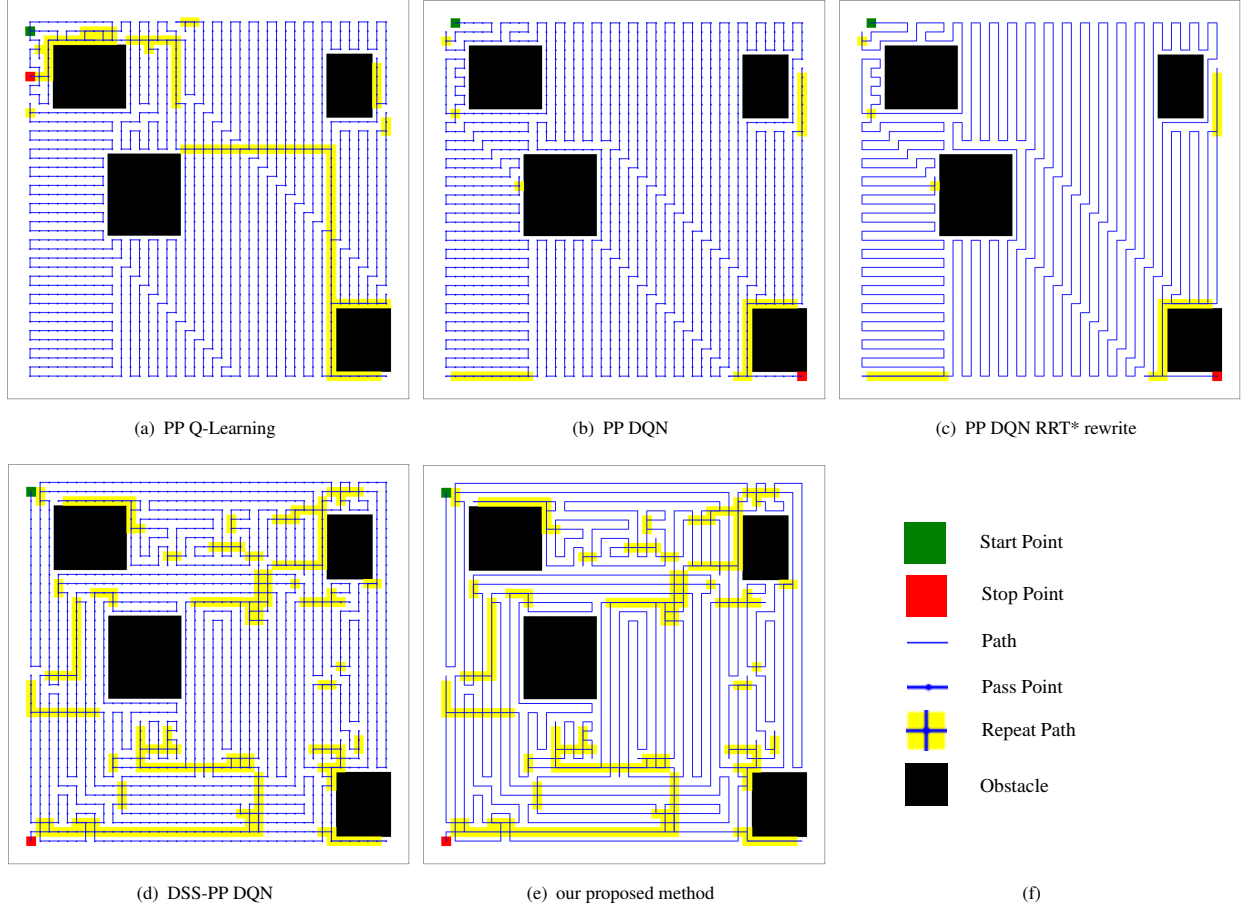 (a) PP Q-Learning
(b) PP DQN
(c) PP DQN RRT* rewrite
Start Point
Stop Point
Path
Pass Point
Repeat Path
Obstacle
(d) DSS-PP DQN
(e) our proposed method
(f)